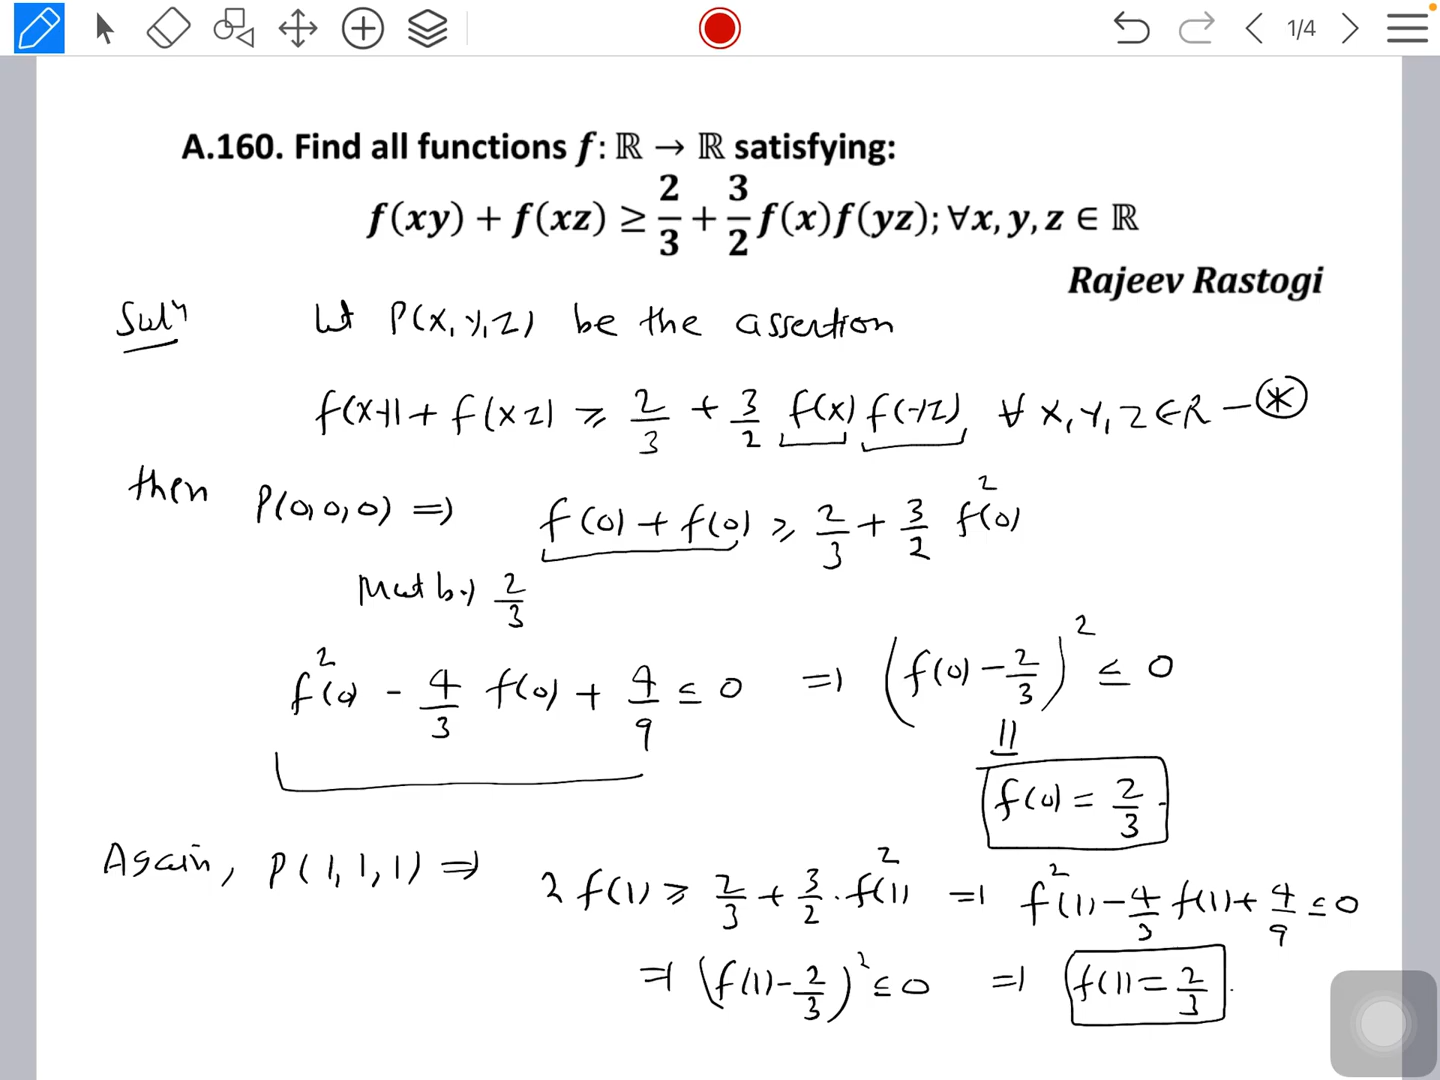 1/4
A.160. Find all functions f: ℝ → ℝ satisfying:
f(xy) + f(xz) ≥ 2/3 + 3/2 f(x)f(yz); ∀x, y, z ∈ ℝ
Rajeev Rastogi
Solⁿ Let P(x, y, z) be the assertion
f(xy) + f(xz) ≥ 2/3 + 3/2 f(x) f(yz) ∀ x, y, z ∈ R — ⊛
then P(0,0,0) ⇒ f(0) + f(0) ≥ 2/3 + 3/2 f²(0)
Mult by 2/3
f²(0) - 4/3 f(0) + 4/9 ≤ 0 ⇒ (f(0) - 2/3)² ≤ 0
⇓
f(0) = 2/3.
Again, P(1,1,1) ⇒ 2f(1) ≥ 2/3 + 3/2 · f²(1) ⇒ f²(1) - 4/3 f(1) + 4/9 ≤ 0
⇒ (f(1) - 2/3)² ≤ 0 ⇒ f(1) = 2/3.